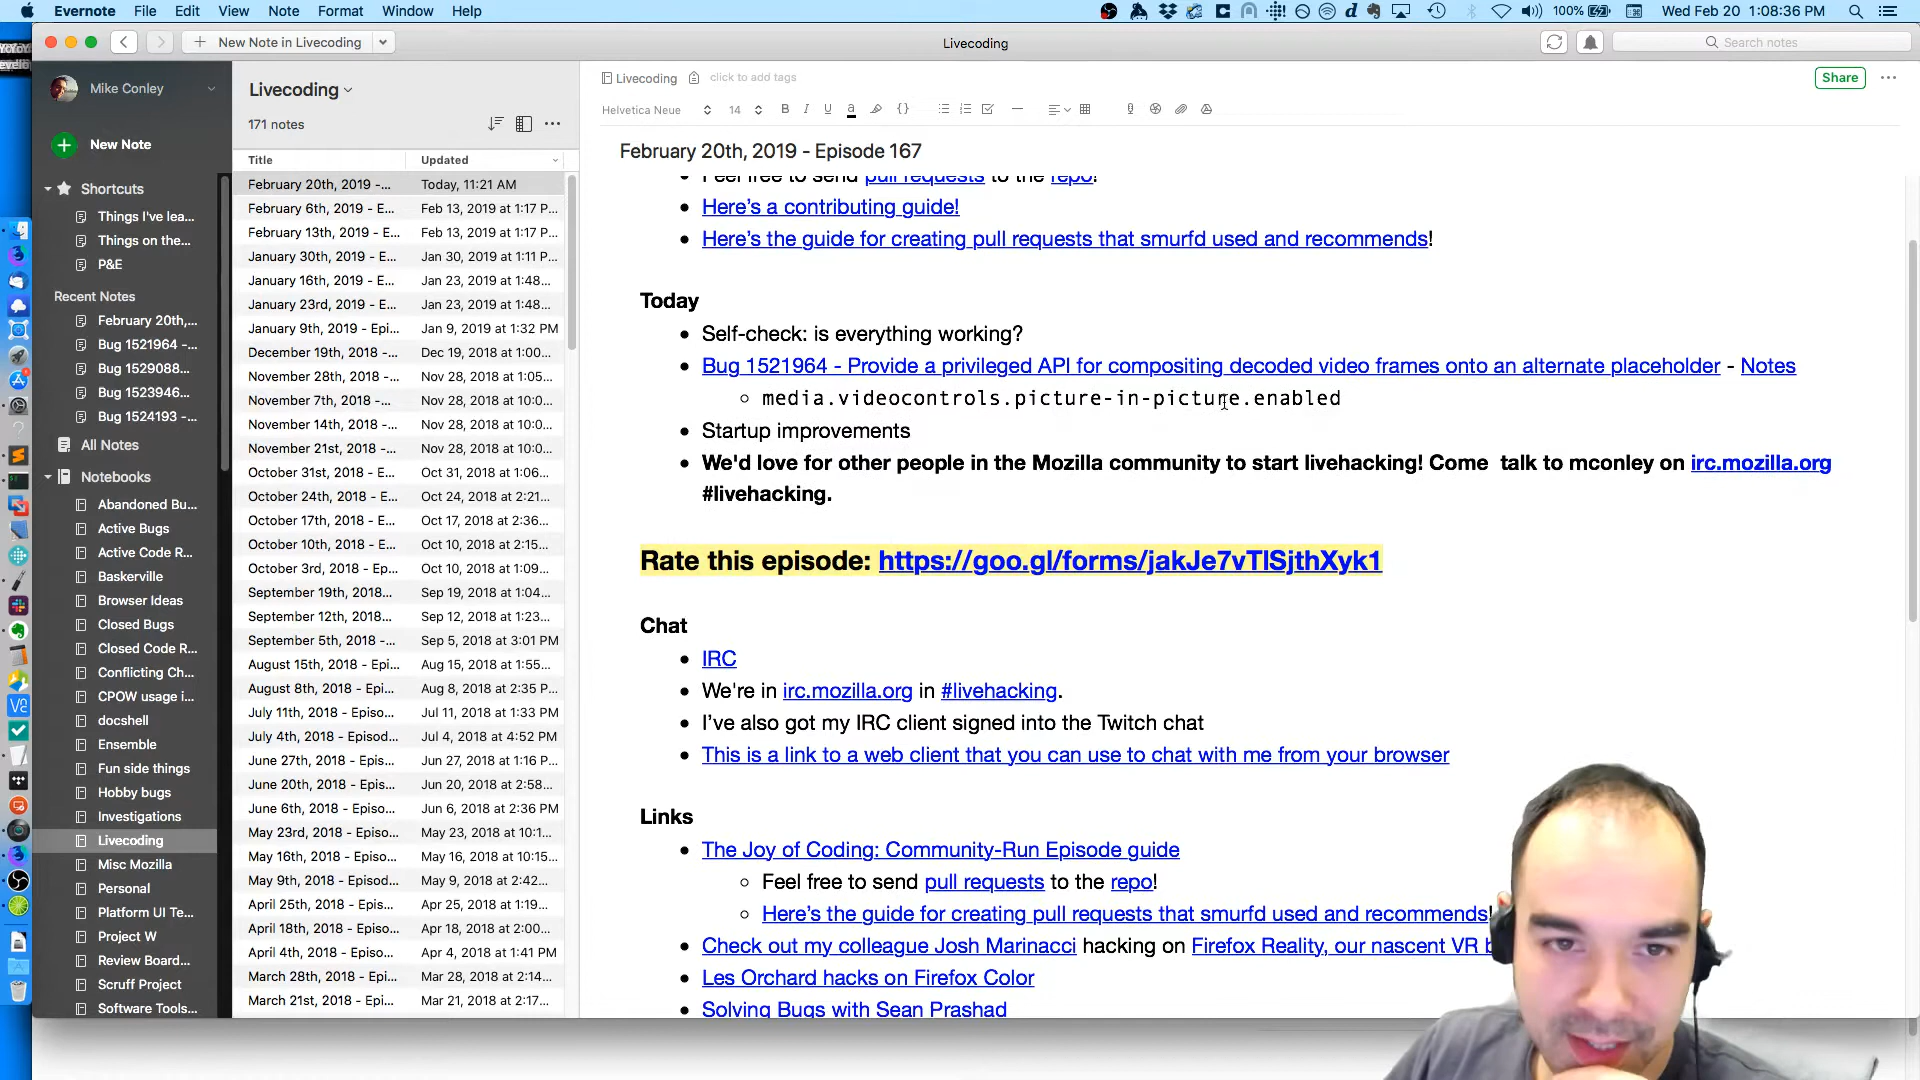 Evernote File Edit View Note Format Window Help
100% Wed Feb 20 1:08:36 PM
New Note in Livecoding
Livecoding
Search notes
Mike Conley
New Note
Shortcuts
Things I've lea...
Things on the...
P&E
Recent Notes
February 20th,...
Bug 1521964 -...
Bug 1529088...
Bug 1523946...
Bug 1524193 -...
All Notes
Notebooks
Abandoned Bu...
Active Bugs
Active Code R...
Baskerville
Browser Ideas
Closed Bugs
Closed Code R...
Conflicting Ch...
CPOW usage i...
docshell
Ensemble
Fun side things
Hobby bugs
Investigations
Livecoding
Misc Mozilla
Personal
Platform UI Te...
Project W
Review Board...
Scruff Project
Software Tools...
Livecoding
171 notes
Title Updated
February 20th, 2019 -... Today, 11:21 AM
February 6th, 2019 - E... Feb 13, 2019 at 1:17 P...
February 13th, 2019 - E... Feb 13, 2019 at 1:17 P...
January 30th, 2019 - E... Jan 30, 2019 at 1:11 P...
January 16th, 2019 - E... Jan 23, 2019 at 1:48...
January 23rd, 2019 - E... Jan 23, 2019 at 1:48...
January 9th, 2019 - Epi... Jan 9, 2019 at 1:32 PM
December 19th, 2018 -... Dec 19, 2018 at 1:00...
November 28th, 2018 -... Nov 28, 2018 at 1:05...
November 7th, 2018 -... Nov 28, 2018 at 10:0...
November 14th, 2018 -... Nov 28, 2018 at 10:0...
November 21st, 2018 -... Nov 28, 2018 at 10:0...
October 31st, 2018 - E... Oct 31, 2018 at 1:06...
October 24th, 2018 - E... Oct 24, 2018 at 2:21...
October 17th, 2018 - E... Oct 17, 2018 at 2:36...
October 10th, 2018 - E... Oct 10, 2018 at 2:15...
October 3rd, 2018 - Ep... Oct 10, 2018 at 1:09...
September 19th, 2018... Sep 19, 2018 at 1:04...
September 12th, 2018... Sep 12, 2018 at 1:23...
September 5th, 2018 -... Sep 5, 2018 at 3:01 PM
August 15th, 2018 - Epi... Aug 15, 2018 at 1:55...
August 8th, 2018 - Epi... Aug 8, 2018 at 2:35 P...
July 11th, 2018 - Episo... Jul 11, 2018 at 1:33 PM
July 4th, 2018 - Episod... Jul 4, 2018 at 4:52 PM
June 27th, 2018 - Epis... Jun 27, 2018 at 1:16 P...
June 20th, 2018 - Epis... Jun 20, 2018 at 2:58...
June 6th, 2018 - Episo... Jun 6, 2018 at 2:36 PM
May 23rd, 2018 - Episo... May 23, 2018 at 10:1...
May 16th, 2018 - Episo... May 16, 2018 at 10:15...
May 9th, 2018 - Episod... May 9, 2018 at 2:42...
April 25th, 2018 - Epis... Apr 25, 2018 at 1:19...
April 18th, 2018 - Epis... Apr 18, 2018 at 2:00...
April 4th, 2018 - Episo... Apr 4, 2018 at 1:41 PM
March 28th, 2018 - Epi... Mar 28, 2018 at 2:14...
March 21st, 2018 - Epi... Mar 21, 2018 at 2:17...
Livecoding click to add tags
Share
Helvetica Neue 14 B I U a
February 20th, 2019 - Episode 167
Feel free to send pull requests to the repo!
Here's a contributing guide!
Here's the guide for creating pull requests that smurfd used and recommends!
Today
Self-check: is everything working?
Bug 1521964 - Provide a privileged API for compositing decoded video frames onto an alternate placeholder - Notes
media.videocontrols.picture-in-picture.enabled
Startup improvements
We'd love for other people in the Mozilla community to start livehacking! Come talk to mconley on irc.mozilla.org
#livehacking.
Rate this episode: https://goo.gl/forms/jakJe7vTlSjthXyk1
Chat
IRC
We're in irc.mozilla.org in #livehacking.
I've also got my IRC client signed into the Twitch chat
This is a link to a web client that you can use to chat with me from your browser
Links
The Joy of Coding: Community-Run Episode guide
Feel free to send pull requests to the repo!
Here's the guide for creating pull requests that smurfd used and recommends!
Check out my colleague Josh Marinacci hacking on Firefox Reality, our nascent VR b
Les Orchard hacks on Firefox Color
Solving Bugs with Sean Prashad